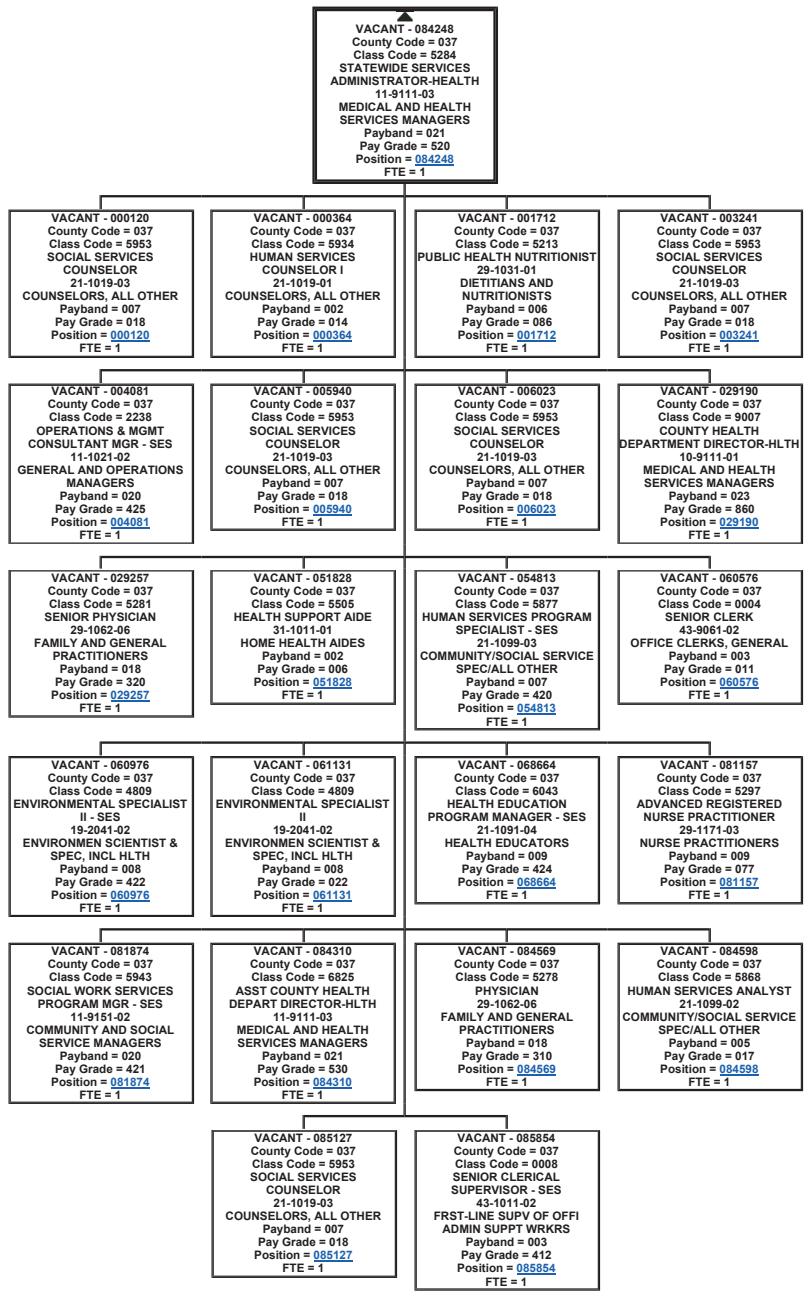 VACANT - 084248
County Code = 037
Class Code = 5284
STATEWIDE SERVICES
ADMINISTRATOR-HEALTH
11-9111-03
MEDICAL AND HEALTH
SERVICES MANAGERS
Payband = 021
Pay Grade = 520
Position = 084248
FTE = 1
VACANT - 000120
County Code = 037
Class Code = 5953
SOCIAL SERVICES
COUNSELOR
21-1019-03
COUNSELORS, ALL OTHER
Payband = 007
Pay Grade = 018
Position = 000120
FTE = 1
VACANT - 000364
County Code = 037
Class Code = 5934
HUMAN SERVICES
COUNSELOR I
21-1019-01
COUNSELORS, ALL OTHER
Payband = 002
Pay Grade = 014
Position = 000364
FTE = 1
VACANT - 001712
County Code = 037
Class Code = 5213
PUBLIC HEALTH NUTRITIONIST
29-1031-01
DIETITIANS AND
NUTRITIONISTS
Payband = 006
Pay Grade = 086
Position = 001712
FTE = 1
VACANT - 003241
County Code = 037
Class Code = 5953
SOCIAL SERVICES
COUNSELOR
21-1019-03
COUNSELORS, ALL OTHER
Payband = 007
Pay Grade = 018
Position = 003241
FTE = 1
VACANT - 004081
County Code = 037
Class Code = 2238
OPERATIONS & MGMT
CONSULTANT MGR - SES
11-1021-02
GENERAL AND OPERATIONS
MANAGERS
Payband = 020
Pay Grade = 425
Position = 004081
FTE = 1
VACANT - 005940
County Code = 037
Class Code = 5953
SOCIAL SERVICES
COUNSELOR
21-1019-03
COUNSELORS, ALL OTHER
Payband = 007
Pay Grade = 018
Position = 005940
FTE = 1
VACANT - 006023
County Code = 037
Class Code = 5953
SOCIAL SERVICES
COUNSELOR
21-1019-03
COUNSELORS, ALL OTHER
Payband = 007
Pay Grade = 018
Position = 006023
FTE = 1
VACANT - 029190
County Code = 037
Class Code = 9007
COUNTY HEALTH
DEPARTMENT DIRECTOR-HLTH
10-9111-01
MEDICAL AND HEALTH
SERVICES MANAGERS
Payband = 023
Pay Grade = 860
Position = 029190
FTE = 1
VACANT - 029257
County Code = 037
Class Code = 5281
SENIOR PHYSICIAN
29-1062-06
FAMILY AND GENERAL
PRACTITIONERS
Payband = 018
Pay Grade = 320
Position = 029257
FTE = 1
VACANT - 051828
County Code = 037
Class Code = 5505
HEALTH SUPPORT AIDE
31-1011-01
HOME HEALTH AIDES
Payband = 002
Pay Grade = 006
Position = 051828
FTE = 1
VACANT - 054813
County Code = 037
Class Code = 5877
HUMAN SERVICES PROGRAM
SPECIALIST - SES
21-1099-03
COMMUNITY/SOCIAL SERVICE
SPEC/ALL OTHER
Payband = 007
Pay Grade = 420
Position = 054813
FTE = 1
VACANT - 060576
County Code = 037
Class Code = 0004
SENIOR CLERK
43-9061-02
OFFICE CLERKS, GENERAL
Payband = 003
Pay Grade = 011
Position = 060576
FTE = 1
VACANT - 060976
County Code = 037
Class Code = 4809
ENVIRONMENTAL SPECIALIST
II - SES
19-2041-02
ENVIRONMEN SCIENTIST &
SPEC, INCL HLTH
Payband = 008
Pay Grade = 422
Position = 060976
FTE = 1
VACANT - 061131
County Code = 037
Class Code = 4809
ENVIRONMENTAL SPECIALIST
II
19-2041-02
ENVIRONMEN SCIENTIST &
SPEC, INCL HLTH
Payband = 008
Pay Grade = 022
Position = 061131
FTE = 1
VACANT - 068664
County Code = 037
Class Code = 6043
HEALTH EDUCATION
PROGRAM MANAGER - SES
21-1091-04
HEALTH EDUCATORS
Payband = 009
Pay Grade = 424
Position = 068664
FTE = 1
VACANT - 081157
County Code = 037
Class Code = 5297
ADVANCED REGISTERED
NURSE PRACTITIONER
29-1171-03
NURSE PRACTITIONERS
Payband = 009
Pay Grade = 077
Position = 081157
FTE = 1
VACANT - 081874
County Code = 037
Class Code = 5943
SOCIAL WORK SERVICES
PROGRAM MGR - SES
11-9151-02
COMMUNITY AND SOCIAL
SERVICE MANAGERS
Payband = 020
Pay Grade = 421
Position = 081874
FTE = 1
VACANT - 084310
County Code = 037
Class Code = 6825
ASST COUNTY HEALTH
DEPART DIRECTOR-HLTH
11-9111-03
MEDICAL AND HEALTH
SERVICES MANAGERS
Payband = 021
Pay Grade = 530
Position = 084310
FTE = 1
VACANT - 084569
County Code = 037
Class Code = 5278
PHYSICIAN
29-1062-06
FAMILY AND GENERAL
PRACTITIONERS
Payband = 018
Pay Grade = 310
Position = 084569
FTE = 1
VACANT - 084598
County Code = 037
Class Code = 5868
HUMAN SERVICES ANALYST
21-1099-02
COMMUNITY/SOCIAL SERVICE
SPEC/ALL OTHER
Payband = 005
Pay Grade = 017
Position = 084598
FTE = 1
VACANT - 085127
County Code = 037
Class Code = 5953
SOCIAL SERVICES
COUNSELOR
21-1019-03
COUNSELORS, ALL OTHER
Payband = 007
Pay Grade = 018
Position = 085127
FTE = 1
VACANT - 085854
County Code = 037
Class Code = 0008
SENIOR CLERICAL
SUPERVISOR - SES
43-1011-02
FRST-LINE SUPV OF OFFI
ADMIN SUPPT WRKRS
Payband = 003
Pay Grade = 412
Position = 085854
FTE = 1